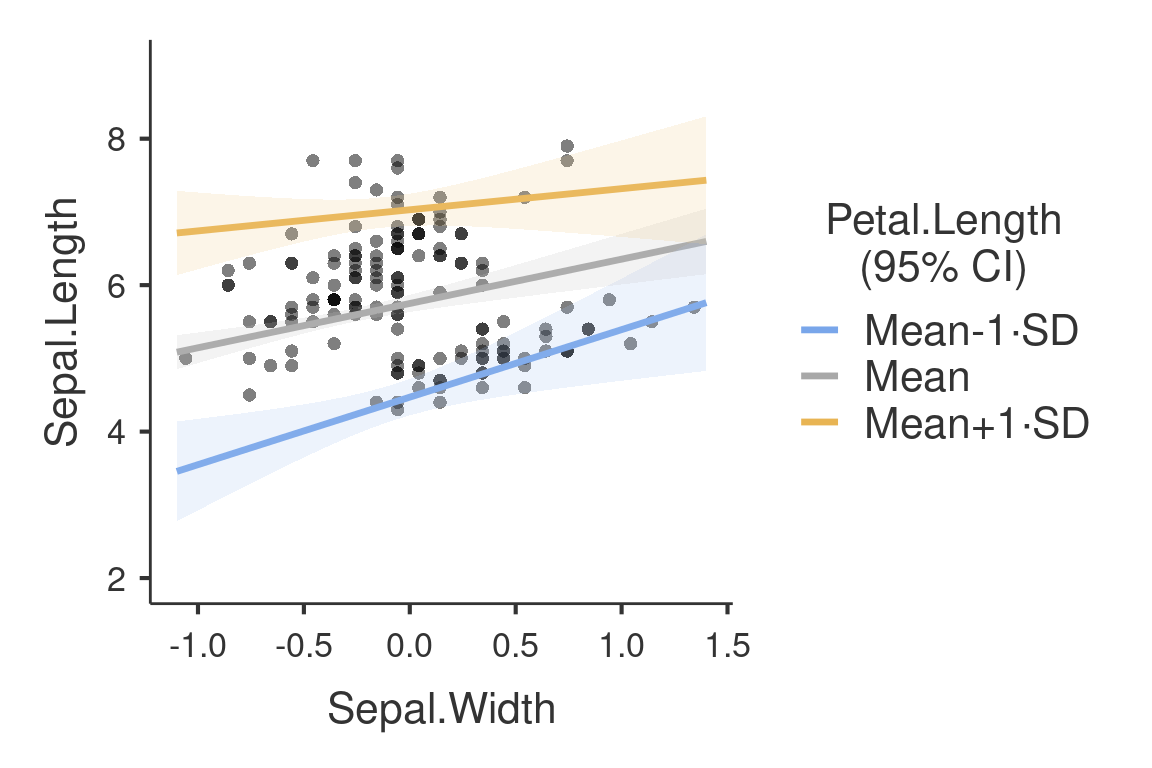 8
6
4
2
Sepal.Length
-1.0 -0.5 0.0 0.5 1.0 1.5
Sepal.Width
Petal.Length
(95% CI)
Mean-1·SD
Mean
Mean+1·SD